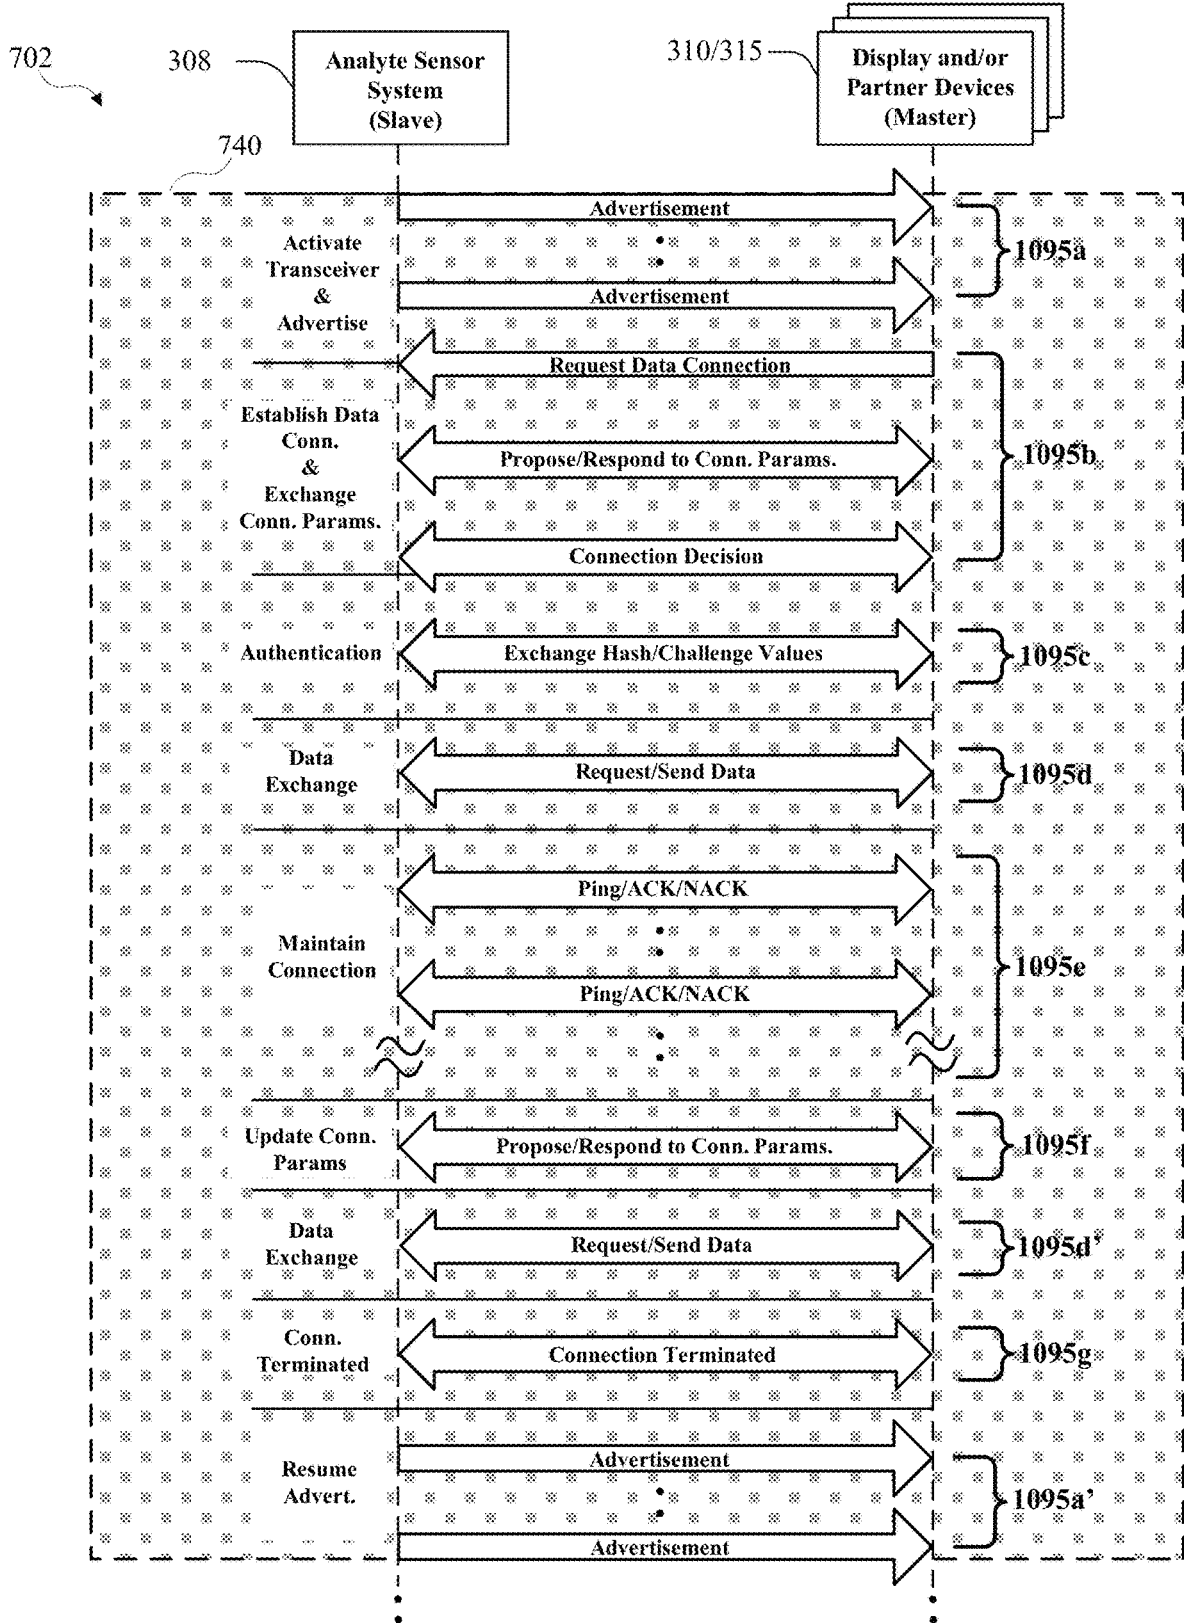 702
308
Analyte Sensor
System
(Slave)
310/315
Display and/or
Partner Devices
(Master)
740
Advertisement
Activate
Transceiver
&
Advertise
1095a
Advertisement
Request Data Connection
Establish Data
Conn.
&
Exchange
Conn. Params.
Propose/Respond to Conn. Params.
1095b
Connection Decision
Authentication
Exchange Hash/Challenge Values
1095c
Data
Exchange
Request/Send Data
1095d
Ping/ACK/NACK
Maintain
Connection
1095e
Ping/ACK/NACK
Update Conn.
Params
Propose/Respond to Conn. Params.
1095f
Data
Exchange
Request/Send Data
1095d’
Conn.
Terminated
Connection Terminated
1095g
Advertisement
Resume
Advert.
1095a’
Advertisement